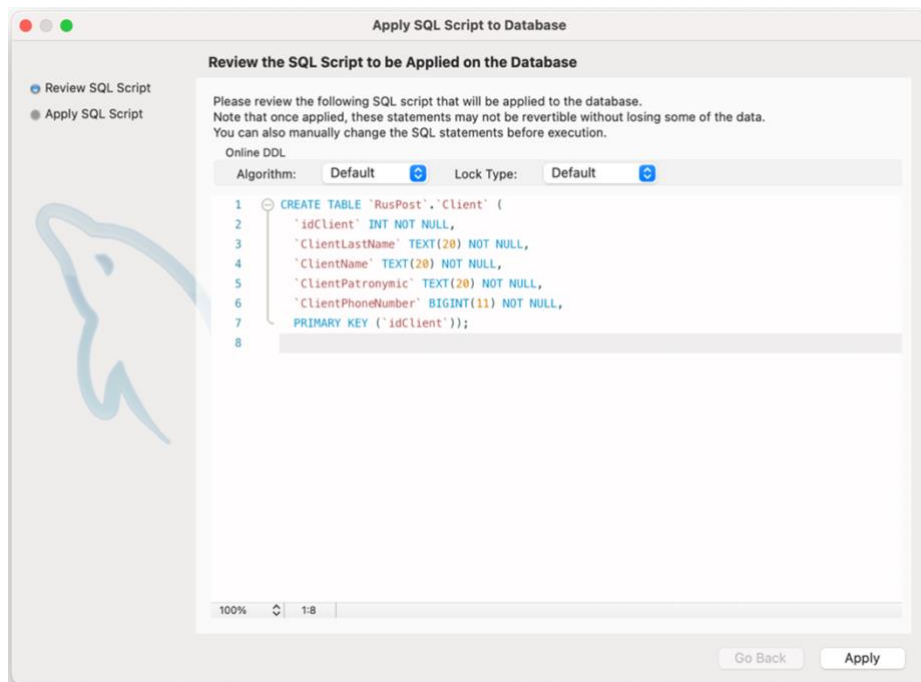 Apply SQL Script to Database
Review the SQL Script to be Applied on the Database
Review SQL Script
Apply SQL Script
Please review the following SQL script that will be applied to the database.
Note that once applied, these statements may not be revertible without losing some of the data.
You can also manually change the SQL statements before execution.
Online DDL
Algorithm: Default Lock Type: Default
1 CREATE TABLE `RusPost`.`Client` (
2 `idClient` INT NOT NULL,
3 `ClientLastName` TEXT(20) NOT NULL,
4 `ClientName` TEXT(20) NOT NULL,
5 `ClientPatronymic` TEXT(20) NOT NULL,
6 `ClientPhoneNumber` BIGINT(11) NOT NULL,
7 PRIMARY KEY (`idClient`));
8
100% 1:8
Go Back Apply